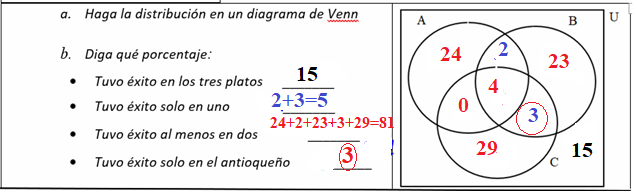 a. Haga la distribución en un diagrama de Venn
b. Diga qué porcentaje:
• Tuvo éxito en los tres platos 15
• Tuvo éxito solo en uno 2+3=5
24+2+23+3+29=81
• Tuvo éxito al menos en dos
• Tuvo éxito solo en el antioqueño 3
A B U
24 2 23
4
0 3
29 15
C